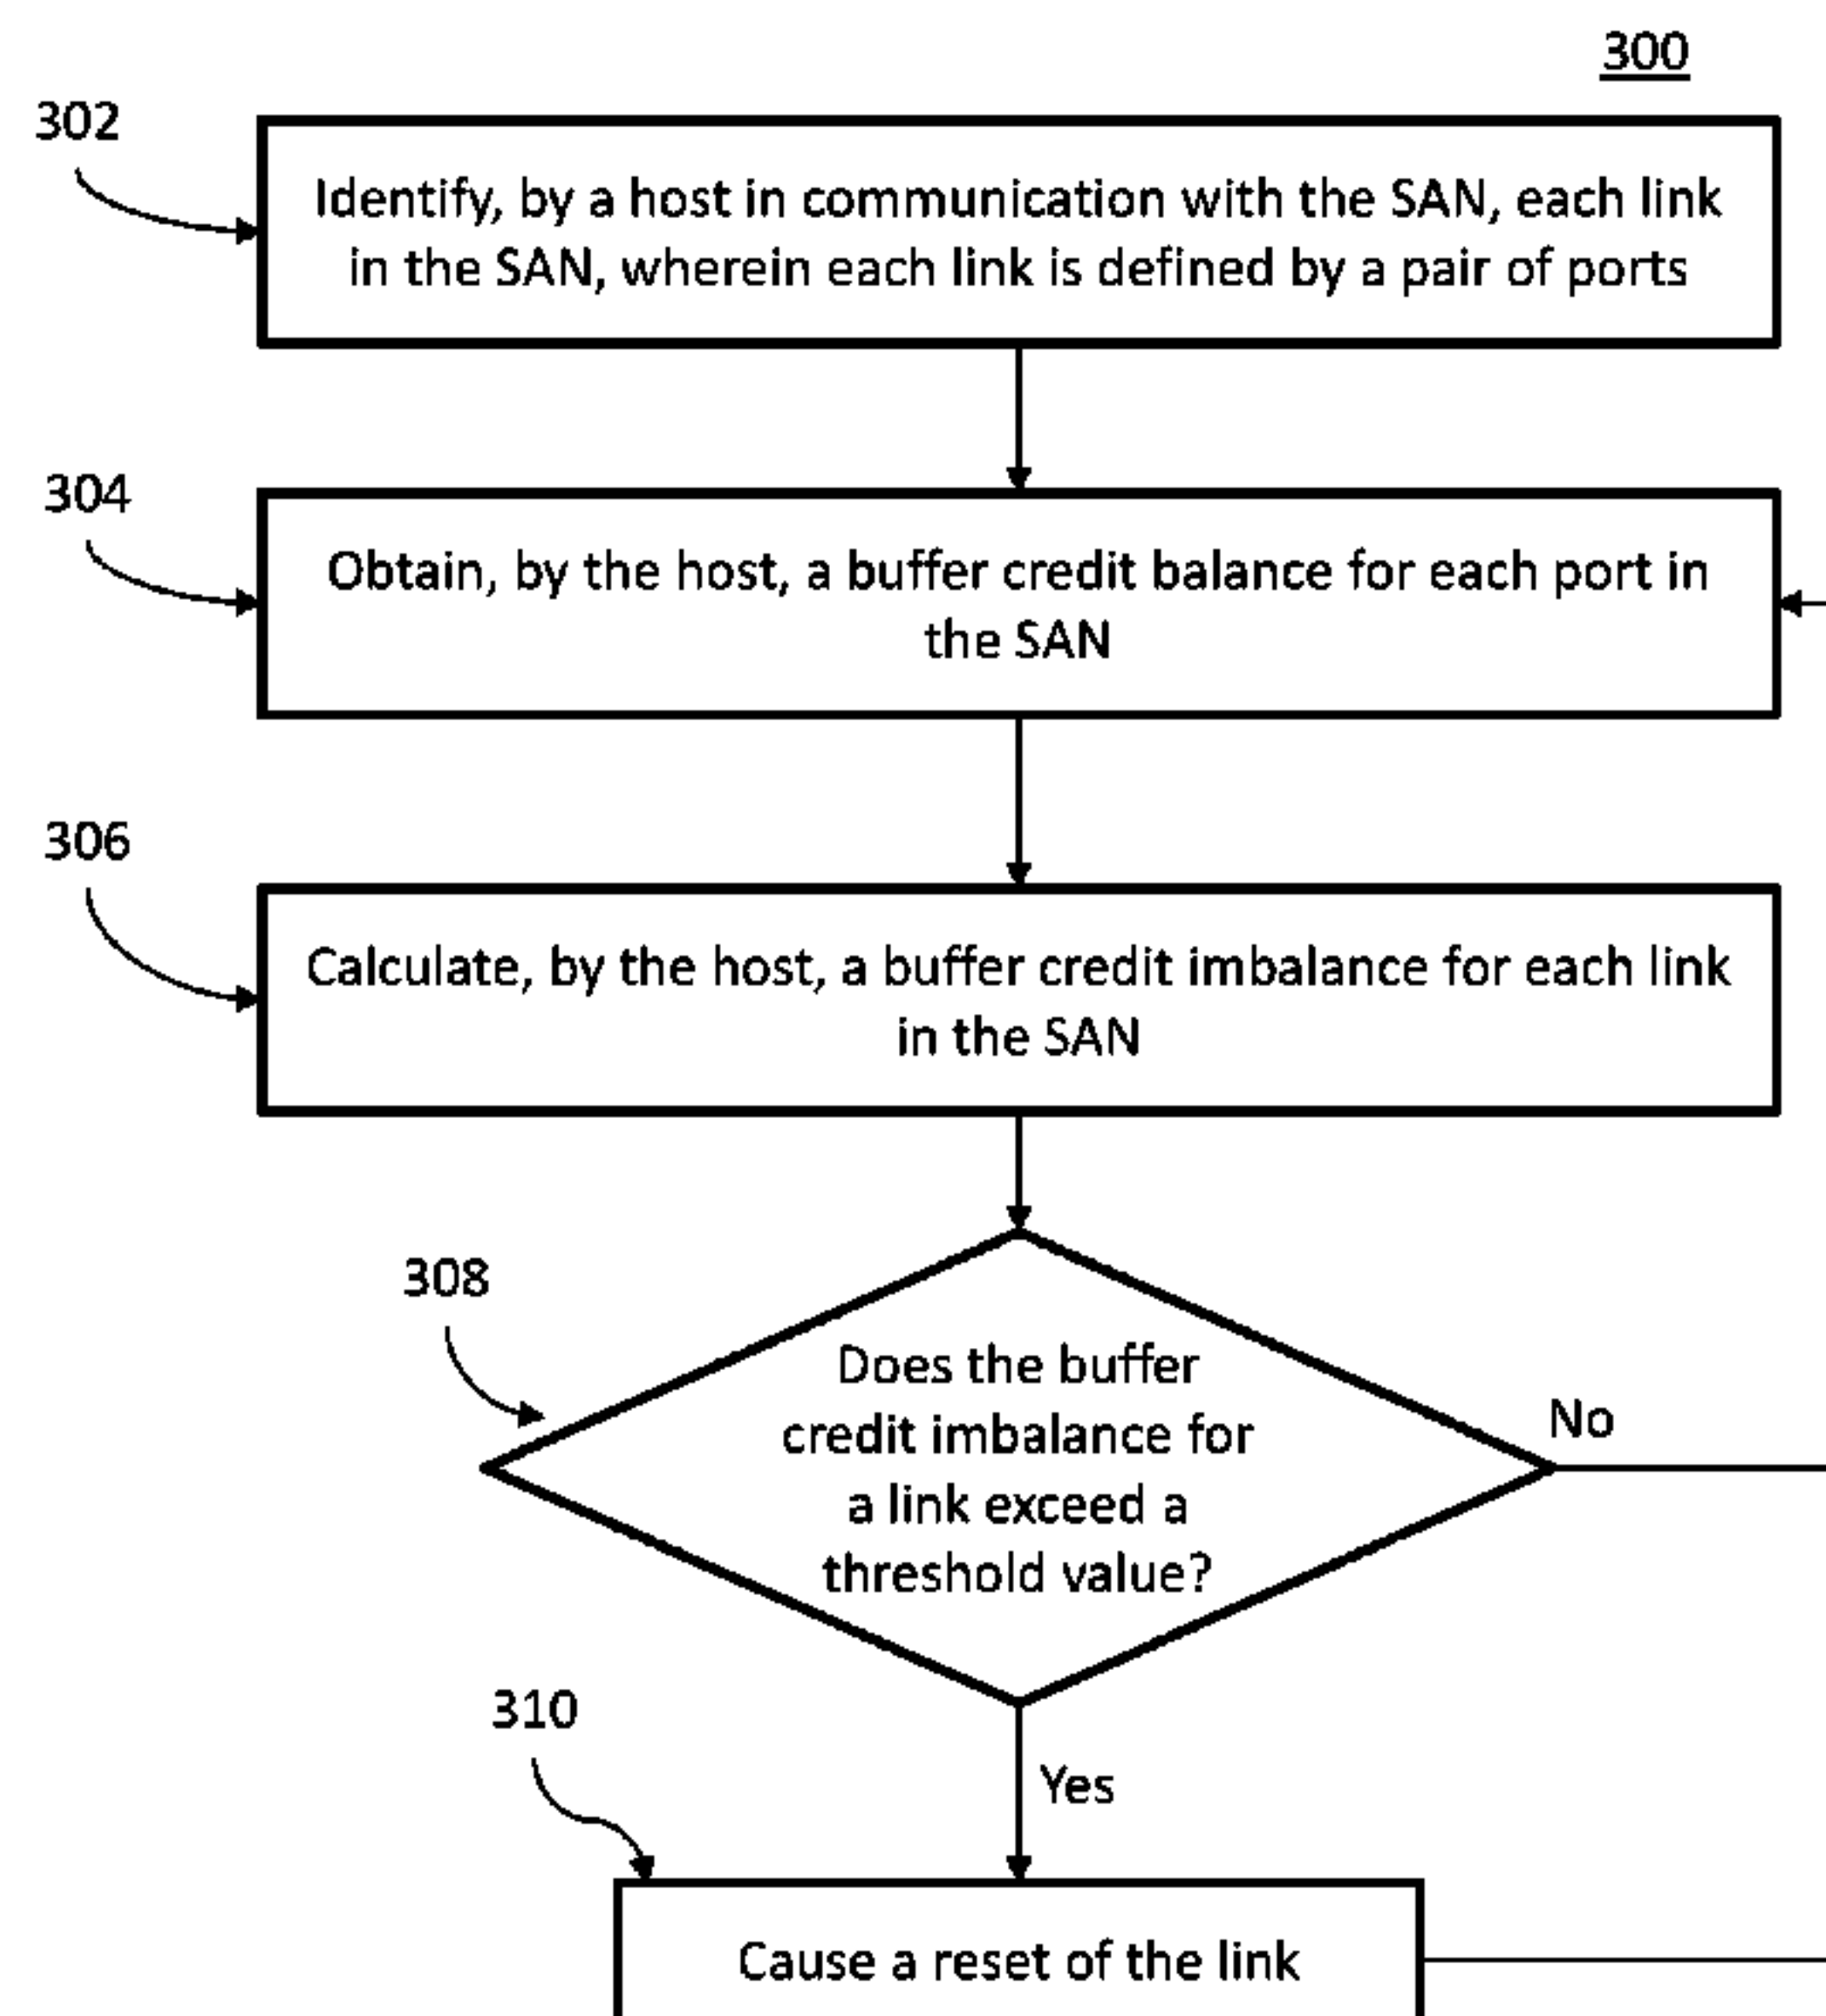 300
302
Identify, by a host in communication with the SAN, each link
in the SAN, wherein each link is defined by a pair of ports
304
Obtain, by the host, a buffer credit balance for each port in
the SAN
306
Calculate, by the host, a buffer credit imbalance for each link
in the SAN
308
Does the buffer
credit imbalance for
a link exceed a
threshold value?
No
310
Yes
Cause a reset of the link